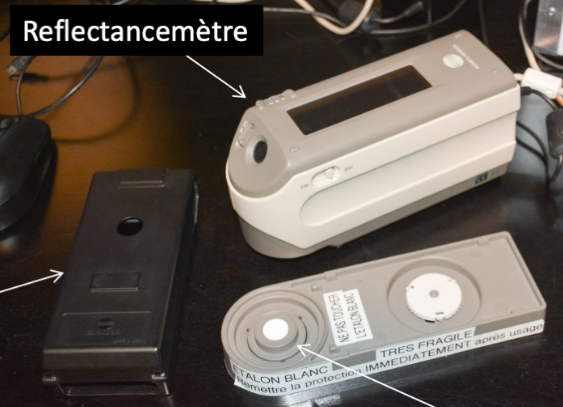 Reflectancemètre
NE PAS TOUCHER
L'ETALON BLANC
TRES FRAGILE
ETALON BLANC
Remettre la protection IMMEDIATEMENT après usage